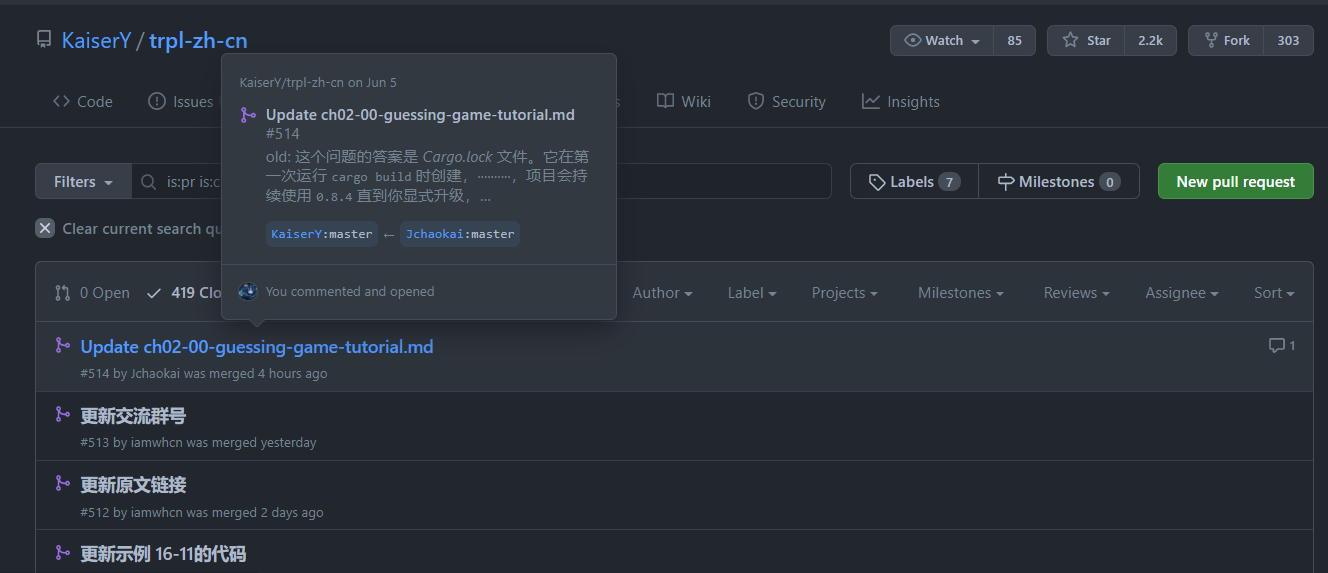 KaiserY / trpl-zh-cn
Watch 85
Star 2.2k
Fork 303
KaiserY/trpl-zh-cn on Jun 5
Code
Issues
Wiki
Security
Insights
Update ch02-00-guessing-game-tutorial.md
#514
old: 这个问题的答案是 Cargo.lock 文件。它在第
一次运行 cargo build 时创建，··········，项目会持
续使用 0.8.4 直到你显式升级，...
KaiserY:master ← Jchaokai:master
You commented and opened
Filters
is:pr is:c
Labels 7
Milestones 0
New pull request
Clear current search qu
0 Open
419 Clo
Author
Label
Projects
Milestones
Reviews
Assignee
Sort
Update ch02-00-guessing-game-tutorial.md
1
#514 by Jchaokai was merged 4 hours ago
更新交流群号
#513 by iamwhcn was merged yesterday
更新原文链接
#512 by iamwhcn was merged 2 days ago
更新示例 16-11的代码